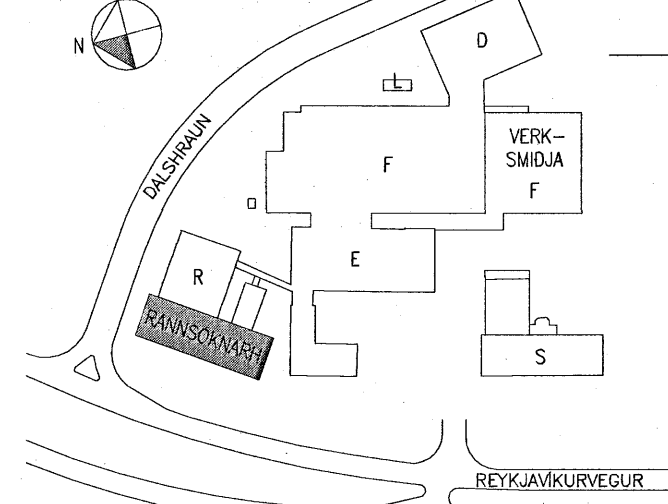 N
D
L
DALSHRAUN
VERK-
SMIDJA
F
F
E
R
RANNSOKNARH
S
REYKJAVÍKURVEGUR